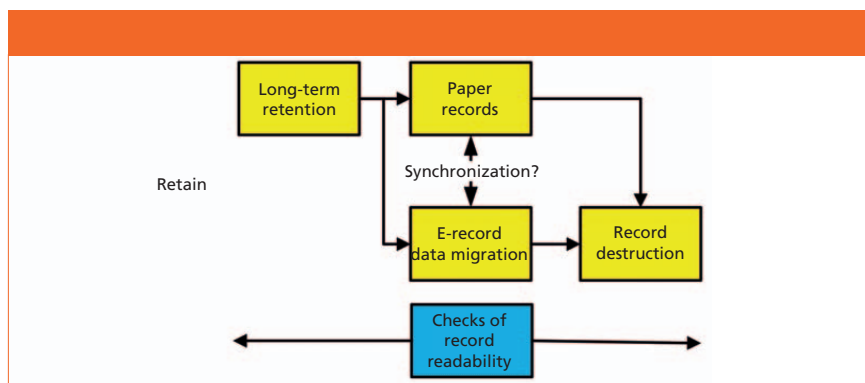 Long-term
retention
Paper
records
Synchronization?
Retain
E-record
data migration
Record
destruction
Checks of
record
readability